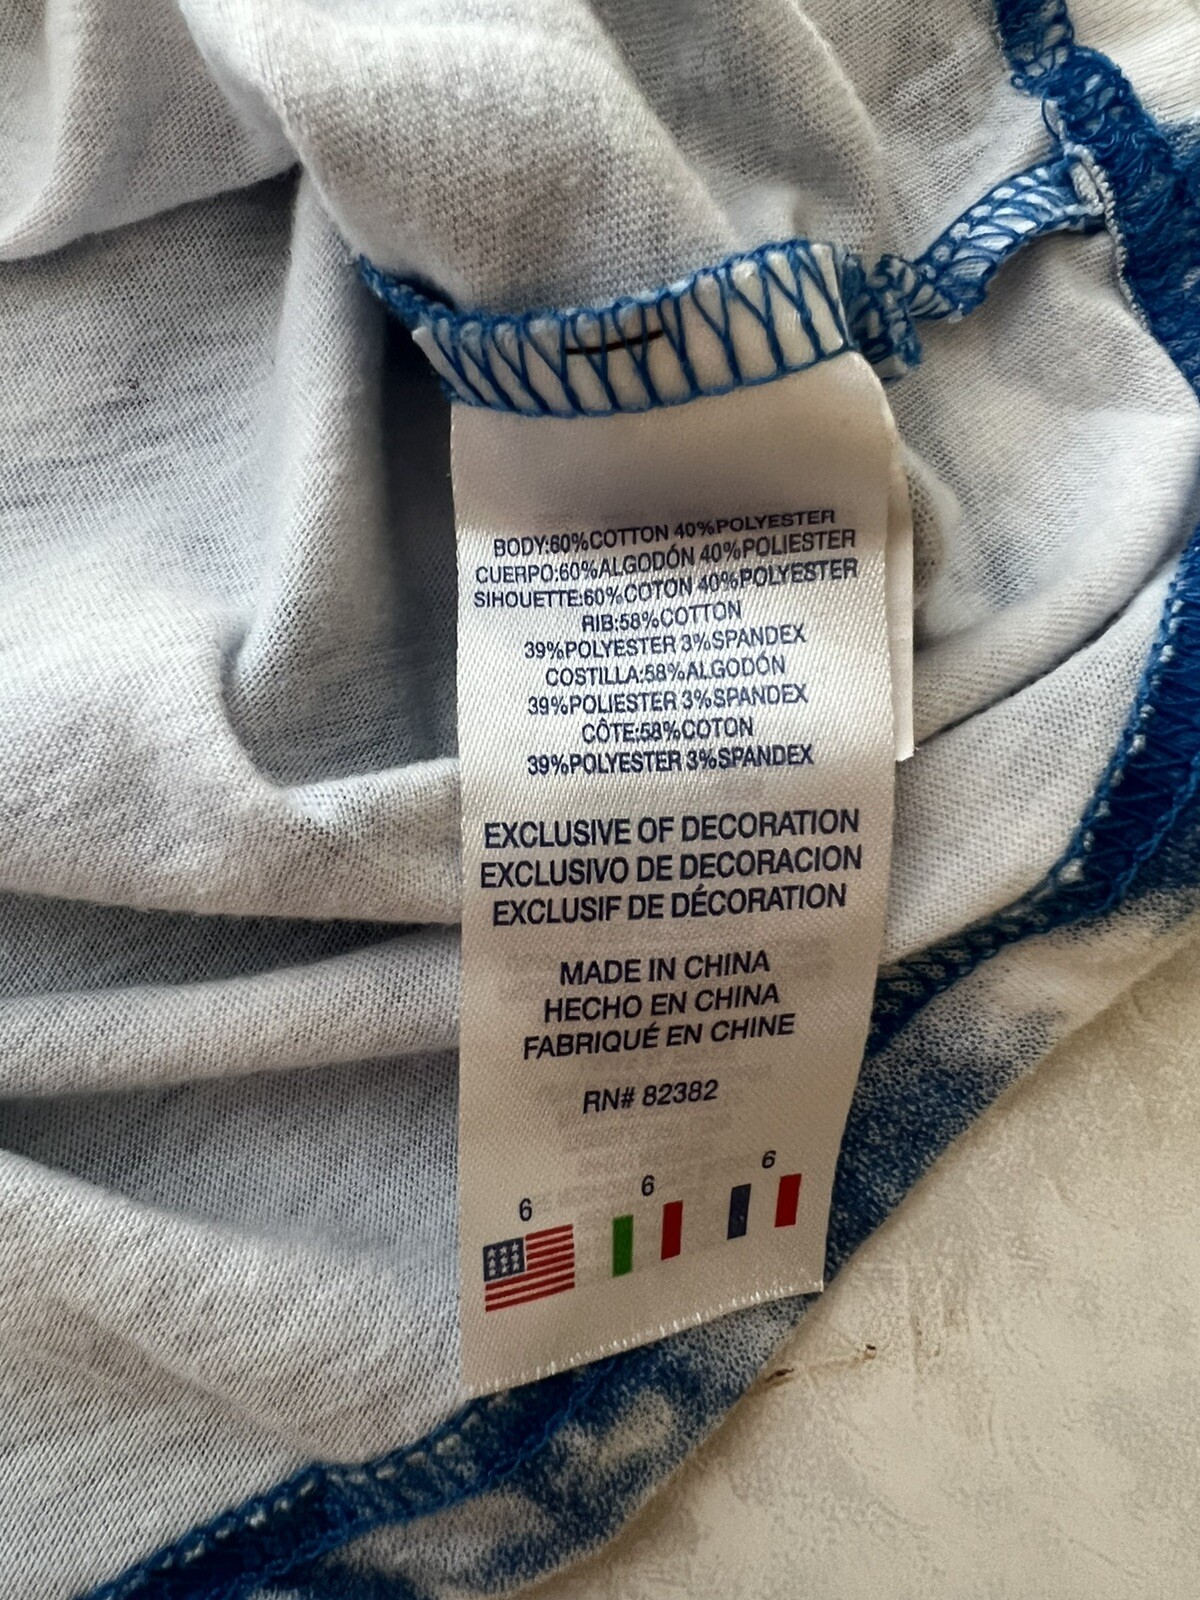 BODY:60%COTTON 40%POLYESTER
CUERPO:60%ALGODÓN 40%POLIESTER
SIHOUETTE:60%COTON 40%POLYESTER
RIB:58%COTTON
39%POLYESTER 3%SPANDEX
COSTILLA:58%ALGODÓN
39%POLIESTER 3%SPANDEX
CÔTE:58%COTON
39%POLYESTER 3%SPANDEX
EXCLUSIVE OF DECORATION
EXCLUSIVO DE DECORACION
EXCLUSIF DE DÉCORATION
MADE IN CHINA
HECHO EN CHINA
FABRIQUÉ EN CHINE
RN# 82382
6 6 6